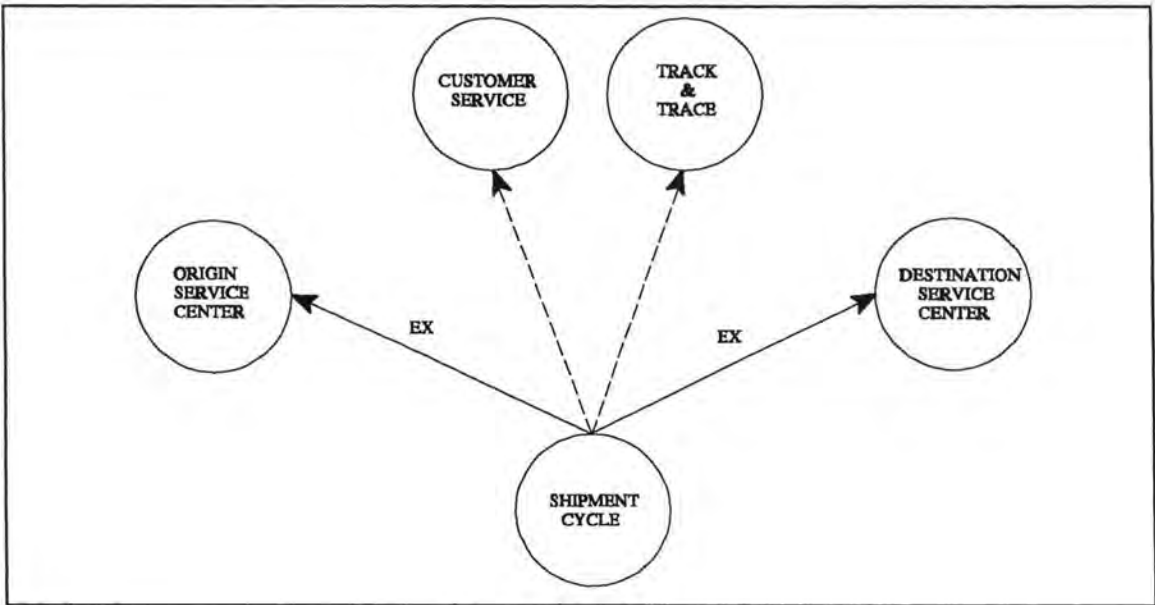 CUSTOMER
SERVICE
TRACK
&
TRACE
ORIGIN
SERVICE
CENTER
DESTINATION
SERVICE
CENTER
EX
EX
SHIPMENT
CYCLE